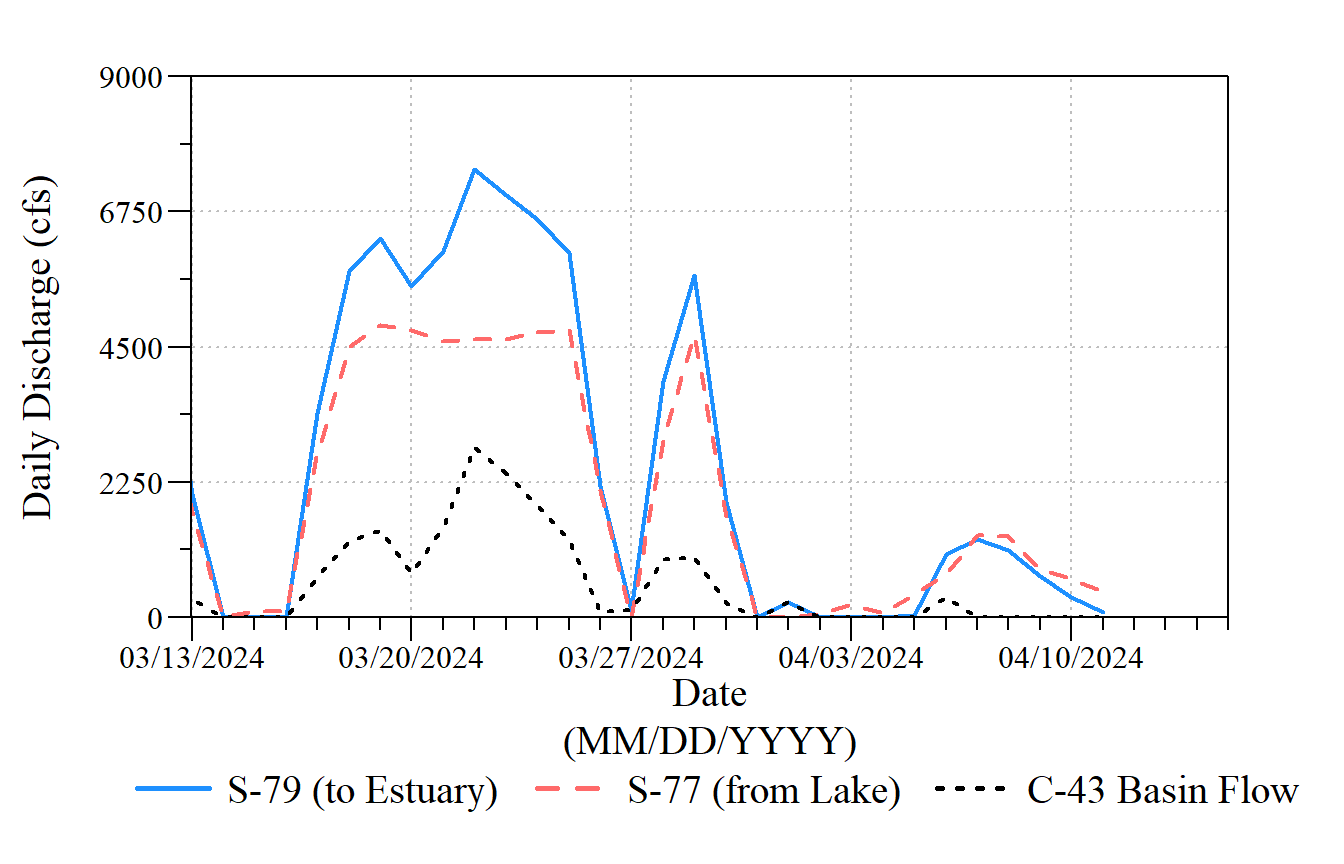 Daily Discharge (cfs)
9000
6750
4500
2250
0
03/13/2024 03/20/2024 03/27/2024 04/03/2024 04/10/2024
Date
(MM/DD/YYYY)
S-79 (to Estuary) S-77 (from Lake) C-43 Basin Flow